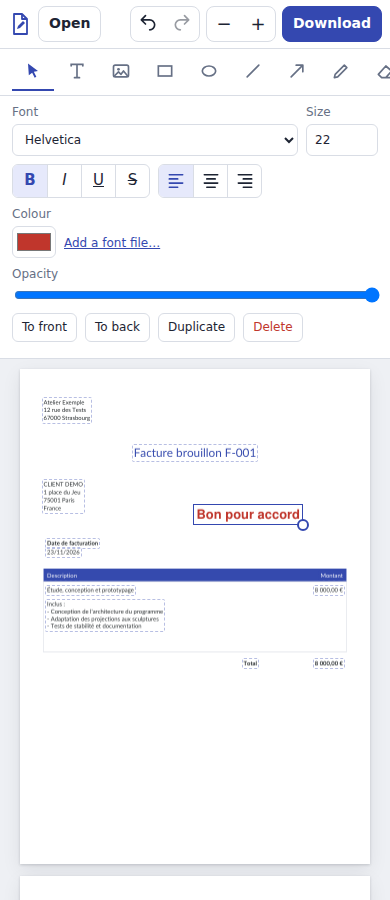 Open
Download
Font
Size
Helvetica
22
B I U S
Colour
Add a font file...
Opacity
To front
To back
Duplicate
Delete
Atelier Exemple
12 rue des Tests
67000 Strasbourg
Facture brouillon F-001
CLIENT DEMO
1 place du Jeu
75001 Paris
France
Bon pour accord
Date de facturation
23/11/2026
Description Montant
Étude, conception et prototypage 8 000,00 €
Inclus :
- Conception de l'architecture du programme
- Adaptation des projections aux sculptures
- Tests de stabilité et documentation
Total 8 000,00 €